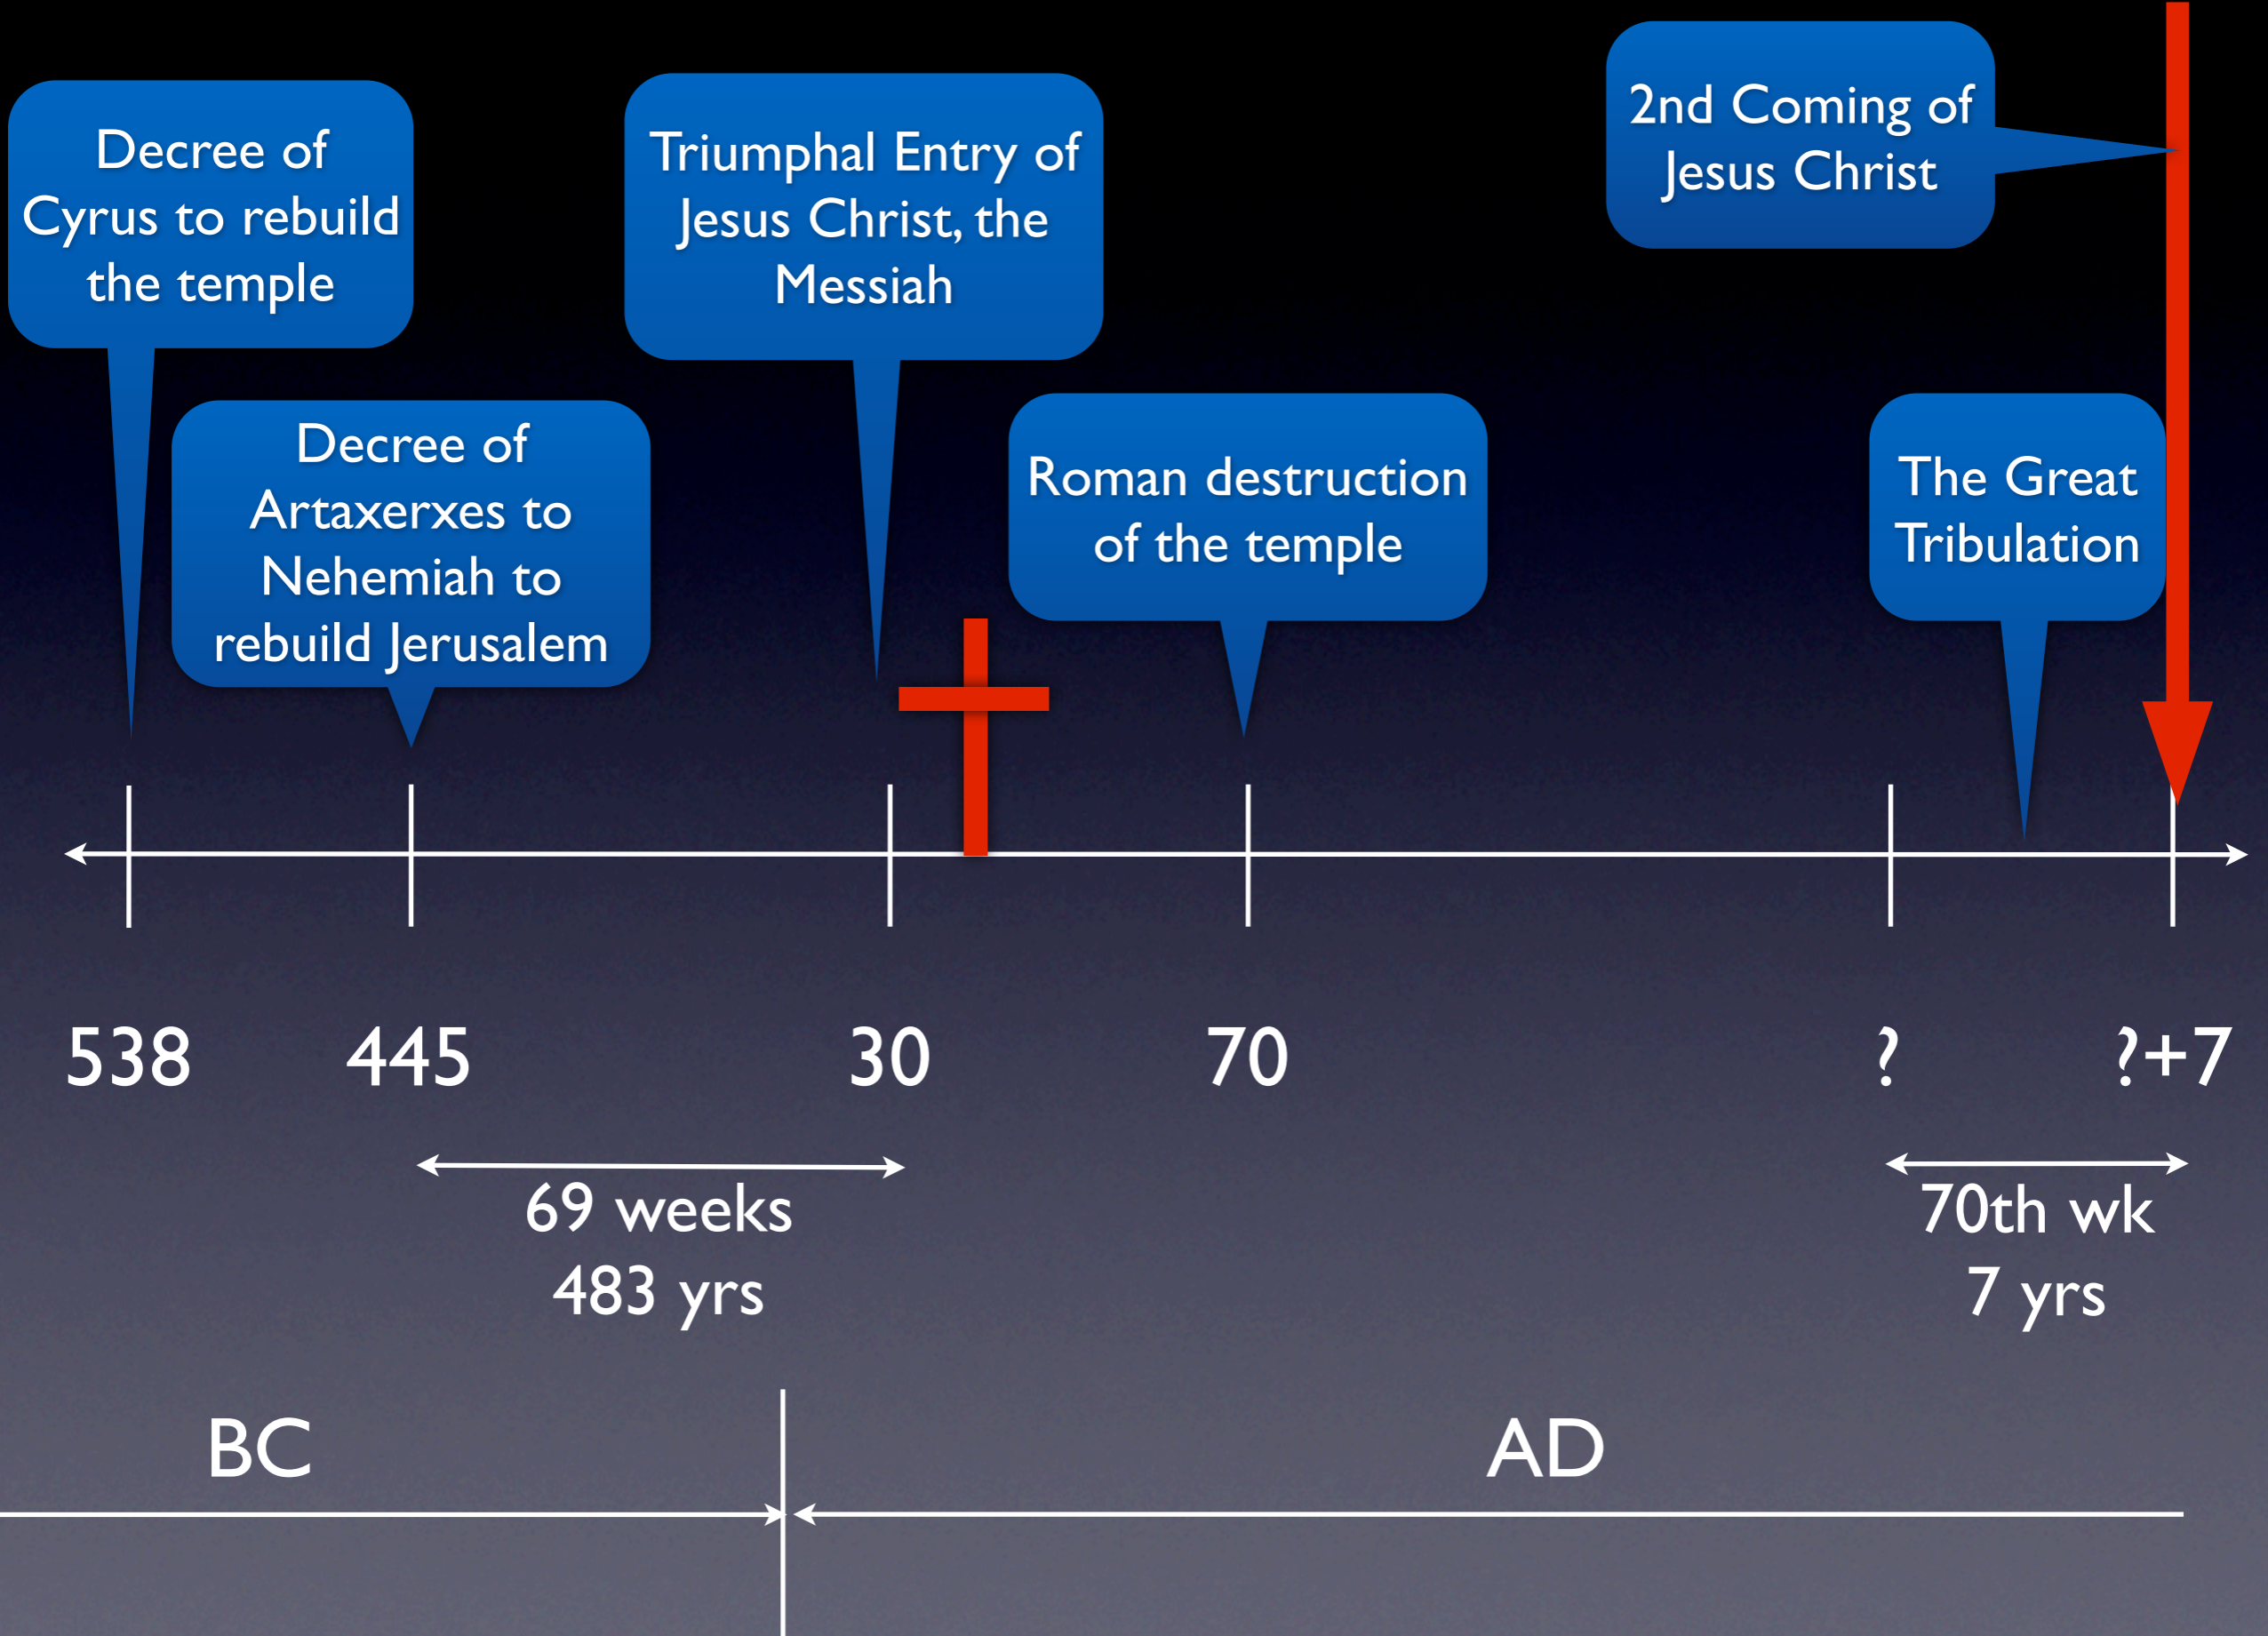 Decree of
Cyrus to rebuild
the temple
Decree of
Artaxerxes to
Nehemiah to
rebuild Jerusalem
Triumphal Entry of
Jesus Christ, the
Messiah
Roman destruction
of the temple
2nd Coming of
Jesus Christ
The Great
Tribulation
538
445
30
70
?
?+7
69 weeks
483 yrs
70th wk
7 yrs
BC
AD